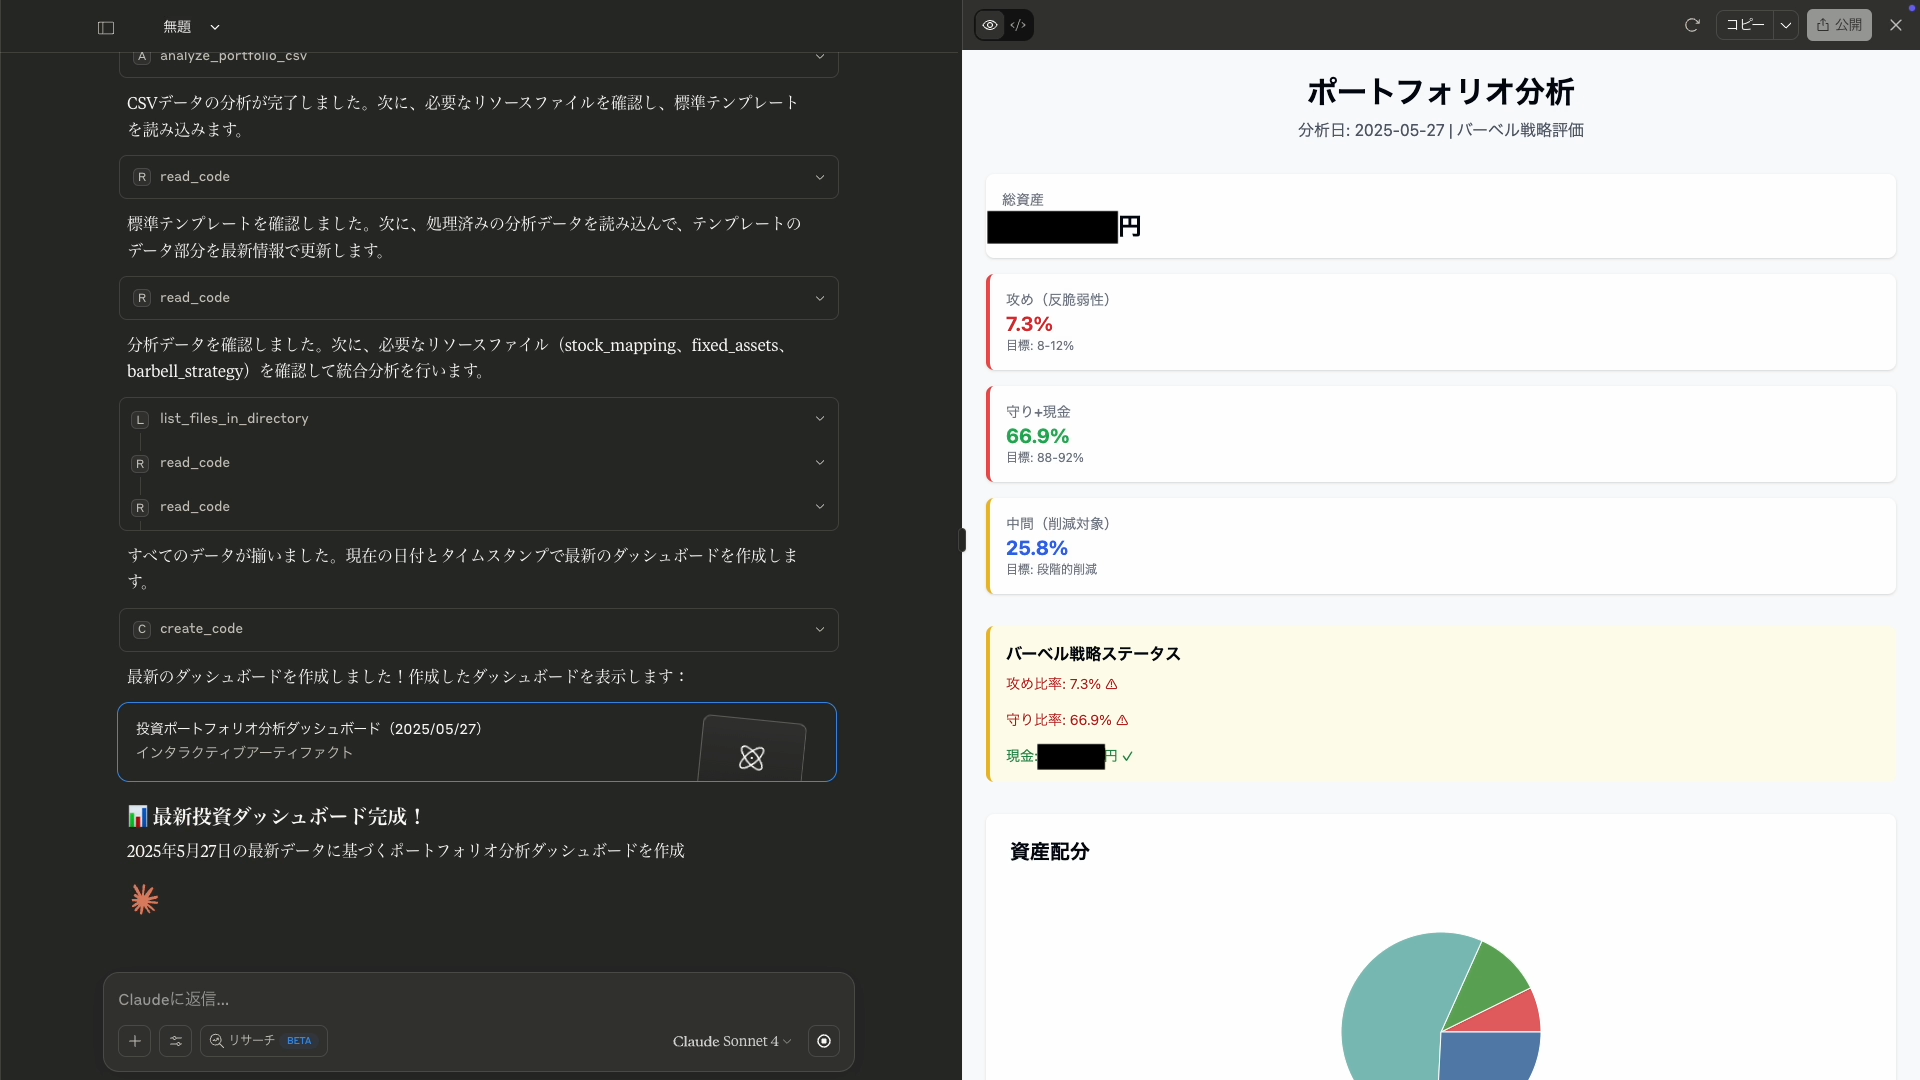 無題
A analyze_portfolio_csv
CSVデータの分析が完了しました。次に、必要なリソースファイルを確認し、標準テンプレート
を読み込みます。
R read_code
標準テンプレートを確認しました。次に、処理済みの分析データを読み込んで、テンプレートの
データ部分を最新情報で更新します。
R read_code
分析データを確認しました。次に、必要なリソースファイル（stock_mapping、fixed_assets、
barbell_strategy）を確認して統合分析を行います。
L list_files_in_directory
R read_code
R read_code
すべてのデータが揃いました。現在の日付とタイムスタンプで最新のダッシュボードを作成しま
す。
C create_code
最新のダッシュボードを作成しました！作成したダッシュボードを表示します：
投資ポートフォリオ分析ダッシュボード（2025/05/27）
インタラクティブアーティファクト
📊 最新投資ダッシュボード完成！
2025年5月27日の最新データに基づくポートフォリオ分析ダッシュボードを作成
Claudeに返信...
リサーチ BETA
Claude Sonnet 4
コピー
公開
ポートフォリオ分析
分析日: 2025-05-27 | バーベル戦略評価
総資産
円
攻め（反脆弱性）
7.3%
目標: 8-12%
守り+現金
66.9%
目標: 88-92%
中間（削減対象）
25.8%
目標: 段階的削減
バーベル戦略ステータス
攻め比率: 7.3% ⚠
守り比率: 66.9% ⚠
現金: 円 ✓
資産配分